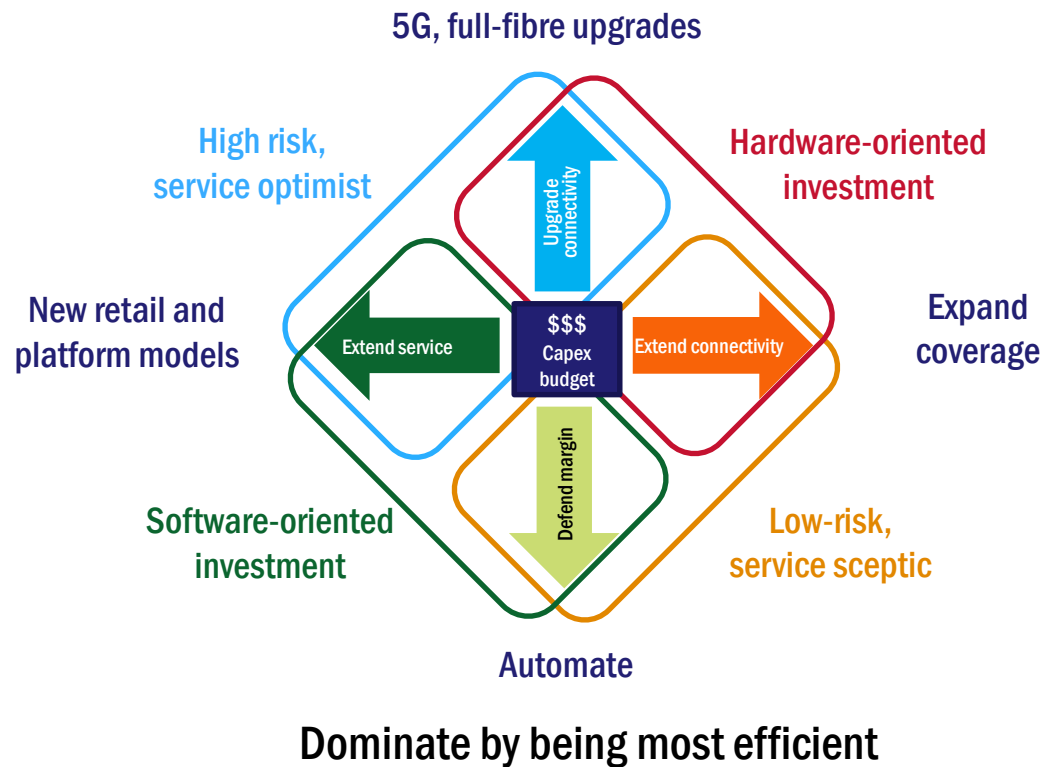 5G, full-fibre upgrades
High risk,
service optimist
Hardware-oriented
investment
Upgrade
connectivity
New retail and
platform models
Extend service
$$$
Capex
budget
Extend connectivity
Expand
coverage
Defend margin
Software-oriented
investment
Low-risk,
service sceptic
Automate
Dominate by being most efficient